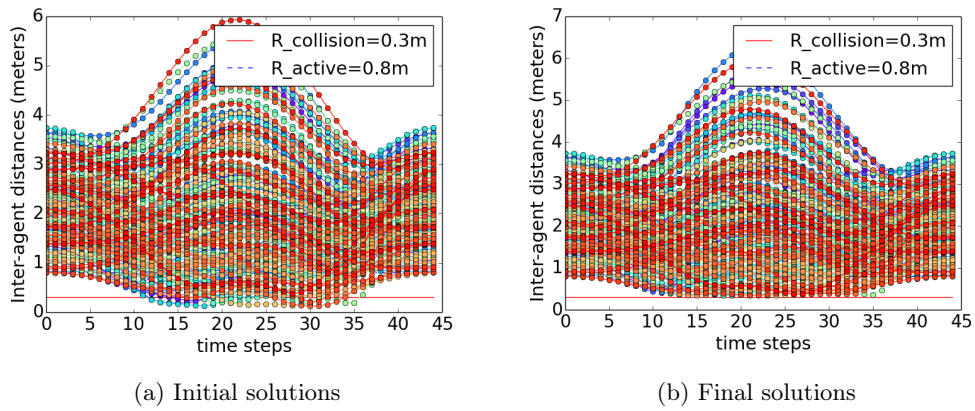 6
5
4
3
2
1
0
0 5 10 15 20 25 30 35 40 45
Inter-agent distances (meters)
time steps
R_collision=0.3m
R_active=0.8m
(a) Initial solutions
7
6
5
4
3
2
1
0
0 5 10 15 20 25 30 35 40 45
Inter-agent distances (meters)
time steps
R_collision=0.3m
R_active=0.8m
(b) Final solutions